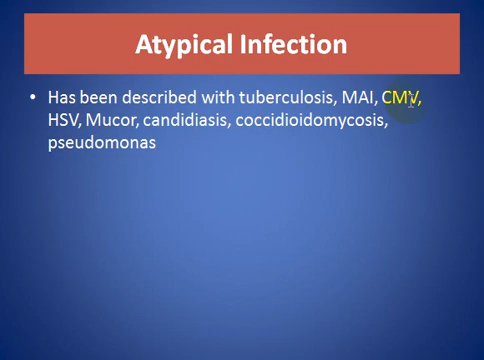 Atypical Infection
• Has been described with tuberculosis, MAI, CMV,
HSV, Mucor, candidiasis, coccidioidomycosis,
pseudomonas